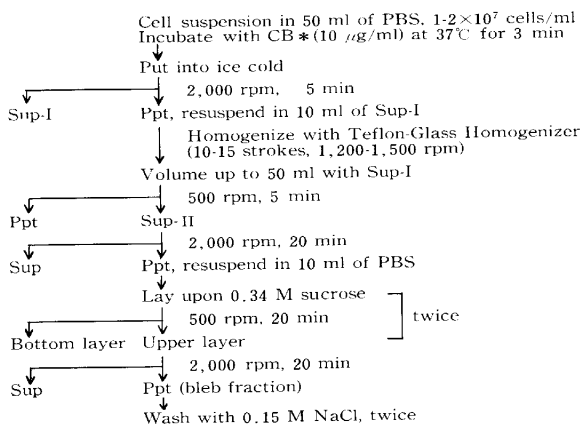 Cell suspension in 50 ml of PBS, 1-2×10⁷ cells/ml
Incubate with CB*(10 μg/ml) at 37℃ for 3 min
Put into ice cold
2,000 rpm, 5 min
Sup-I Ppt, resuspend in 10 ml of Sup-I
Homogenize with Teflon-Glass Homogenizer
(10-15 strokes, 1,200-1,500 rpm)
Volume up to 50 ml with Sup-I
500 rpm, 5 min
Ppt Sup-II
2,000 rpm, 20 min
Sup Ppt, resuspend in 10 ml of PBS
Lay upon 0.34 M sucrose
500 rpm, 20 min twice
Bottom layer Upper layer
2,000 rpm, 20 min
Sup Ppt (bleb fraction)
Wash with 0.15 M NaCl, twice